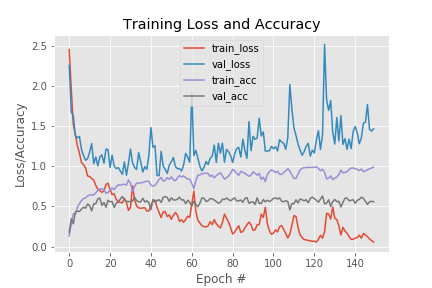 Training Loss and Accuracy
train_loss
val_loss
train_acc
val_acc
Loss/Accuracy
2.5
2.0
1.5
1.0
0.5
0.0
0 20 40 60 80 100 120 140
Epoch #